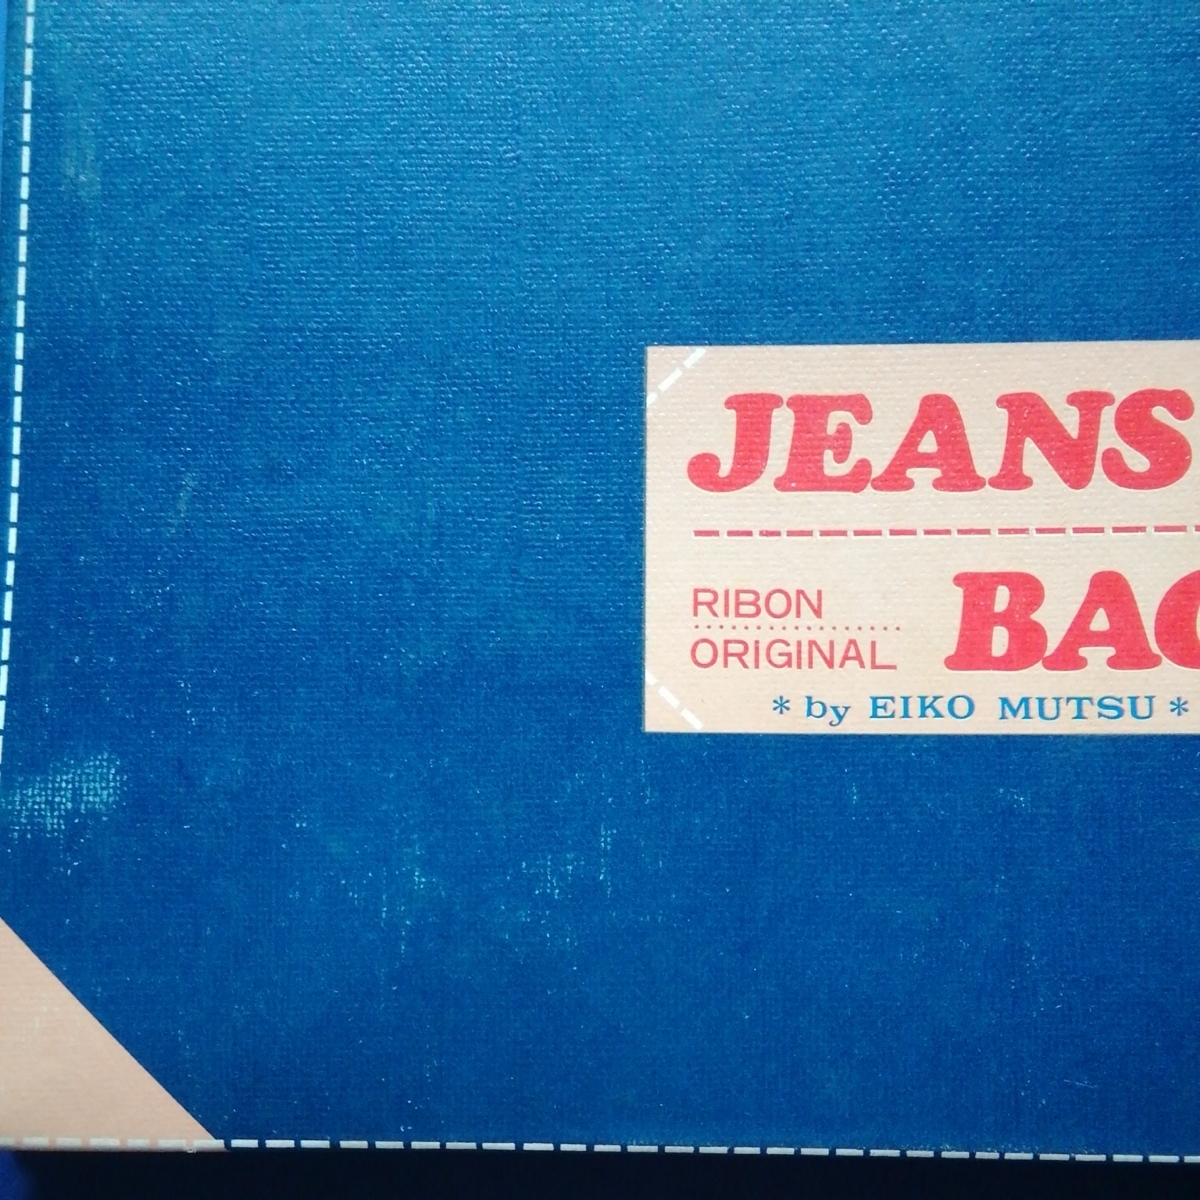 JEANS
RIBON
ORIGINAL
* by EIKO MUTSU *